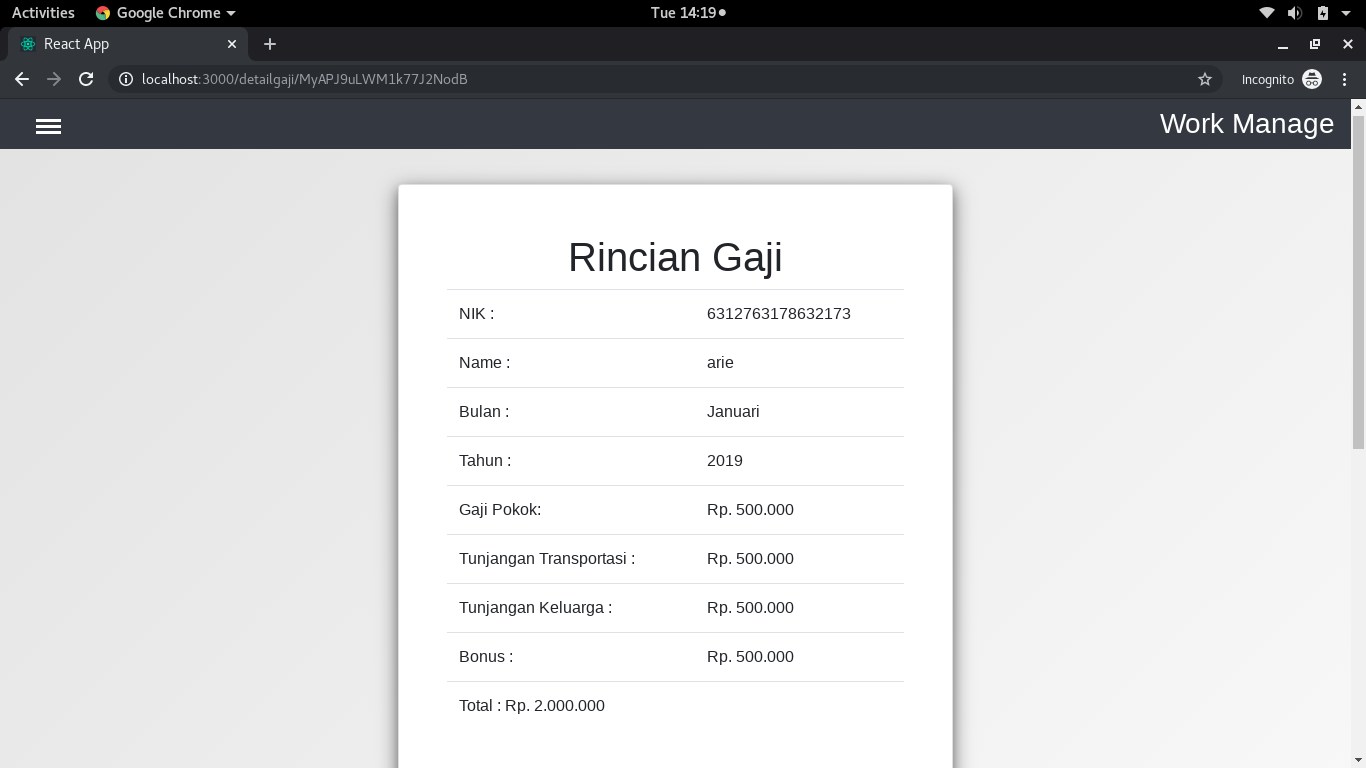 Activities Google Chrome Tue 14:19
React App
localhost:3000/detailgaji/MyAPJ9uLWM1k77J2NodB Incognito
Work Manage
Rincian Gaji
NIK : 6312763178632173
Name : arie
Bulan : Januari
Tahun : 2019
Gaji Pokok: Rp. 500.000
Tunjangan Transportasi : Rp. 500.000
Tunjangan Keluarga : Rp. 500.000
Bonus : Rp. 500.000
Total : Rp. 2.000.000